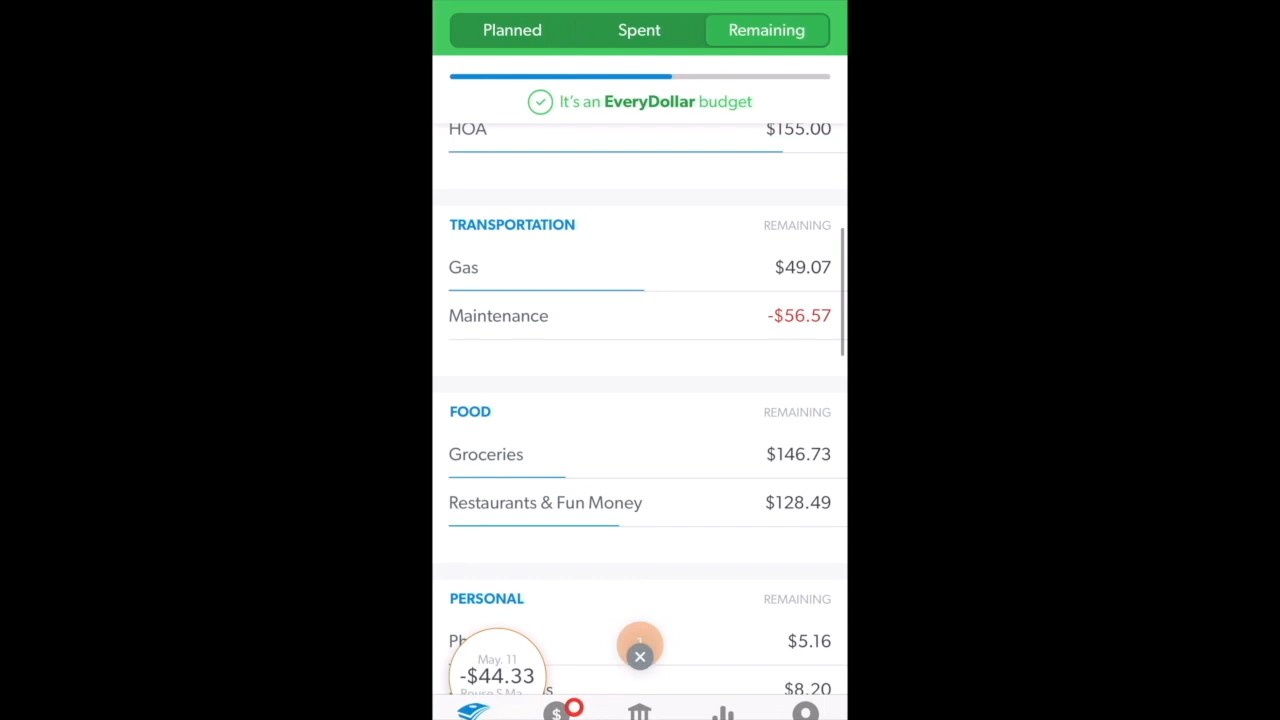 Planned Spent Remaining
It's an EveryDollar budget
HOA $155.00
TRANSPORTATION REMAINING
Gas $49.07
Maintenance -$56.57
FOOD REMAINING
Groceries $146.73
Restaurants & Fun Money $128.49
PERSONAL REMAINING
$5.16
May. 11
-$44.33
Rouse S Ma
$8.20